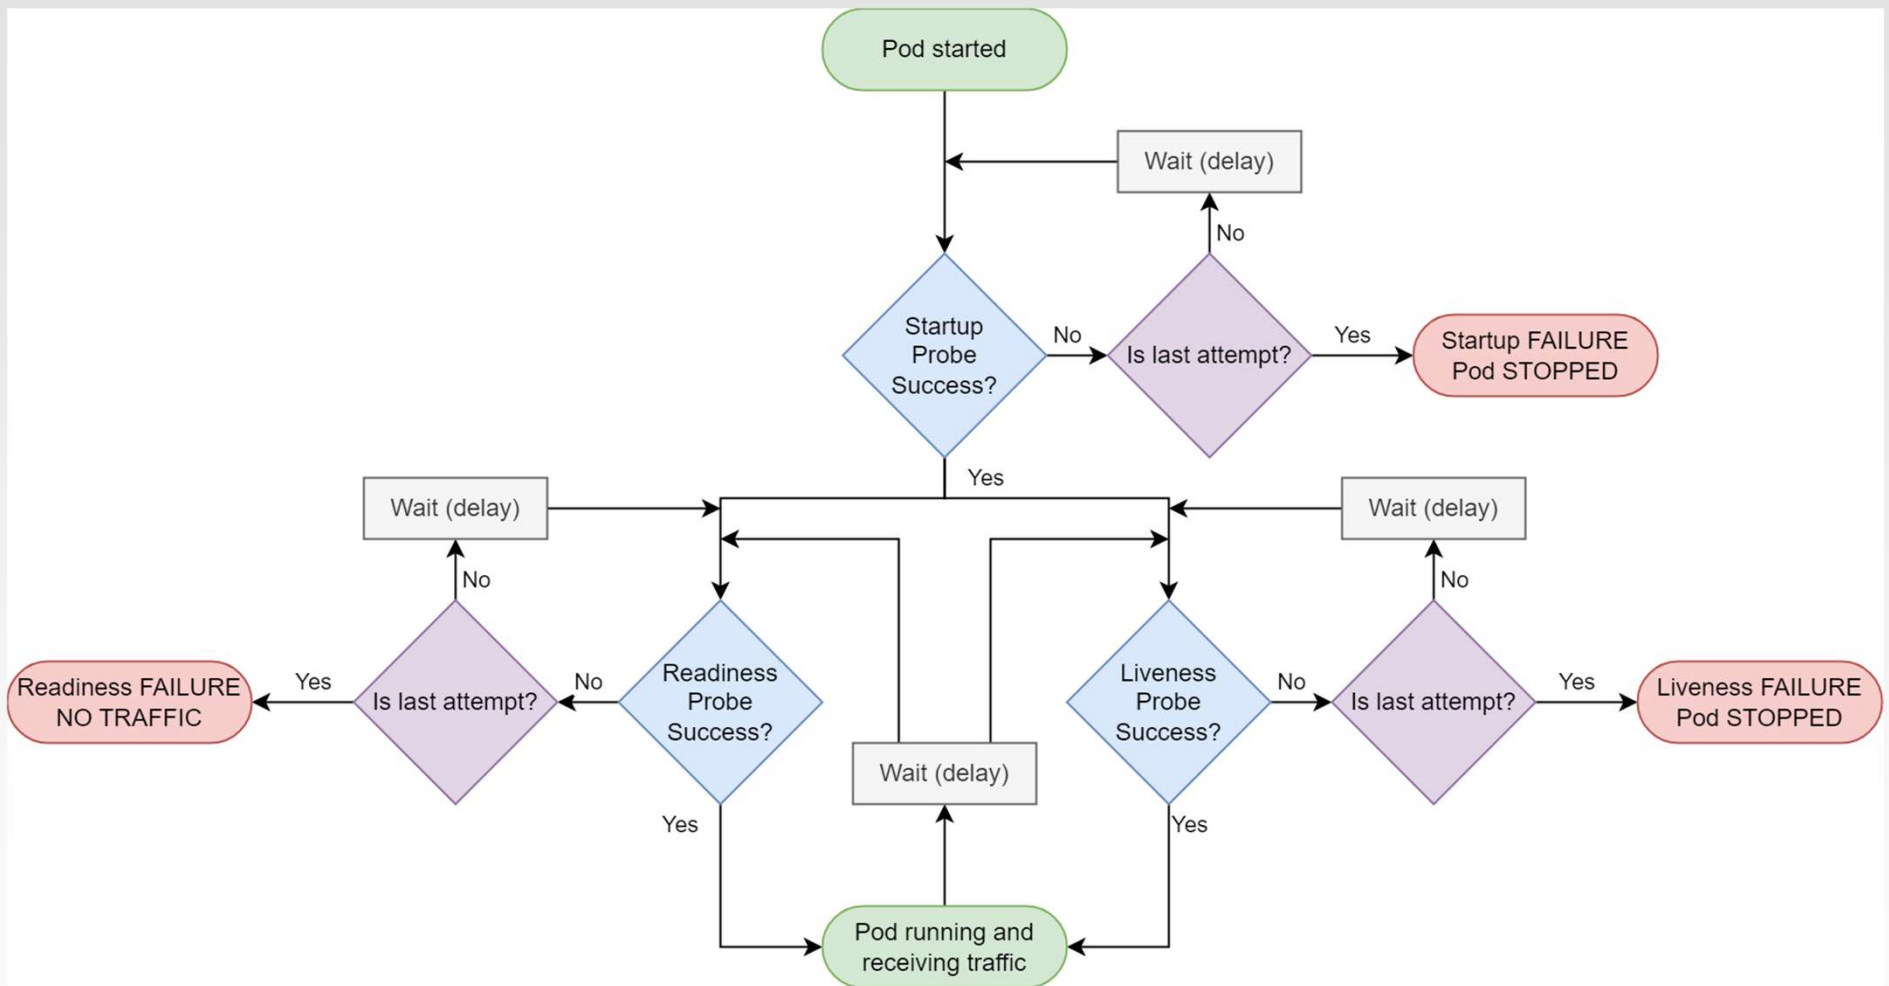 Pod started
Wait (delay)
No
Startup
Probe
Success?
No
Is last attempt?
Yes
Startup FAILURE
Pod STOPPED
Yes
Wait (delay)
Wait (delay)
No
No
Readiness FAILURE
NO TRAFFIC
Yes
Is last attempt?
No
Readiness
Probe
Success?
Liveness
Probe
Success?
No
Is last attempt?
Yes
Liveness FAILURE
Pod STOPPED
Wait (delay)
Yes
Yes
Pod running and
receiving traffic